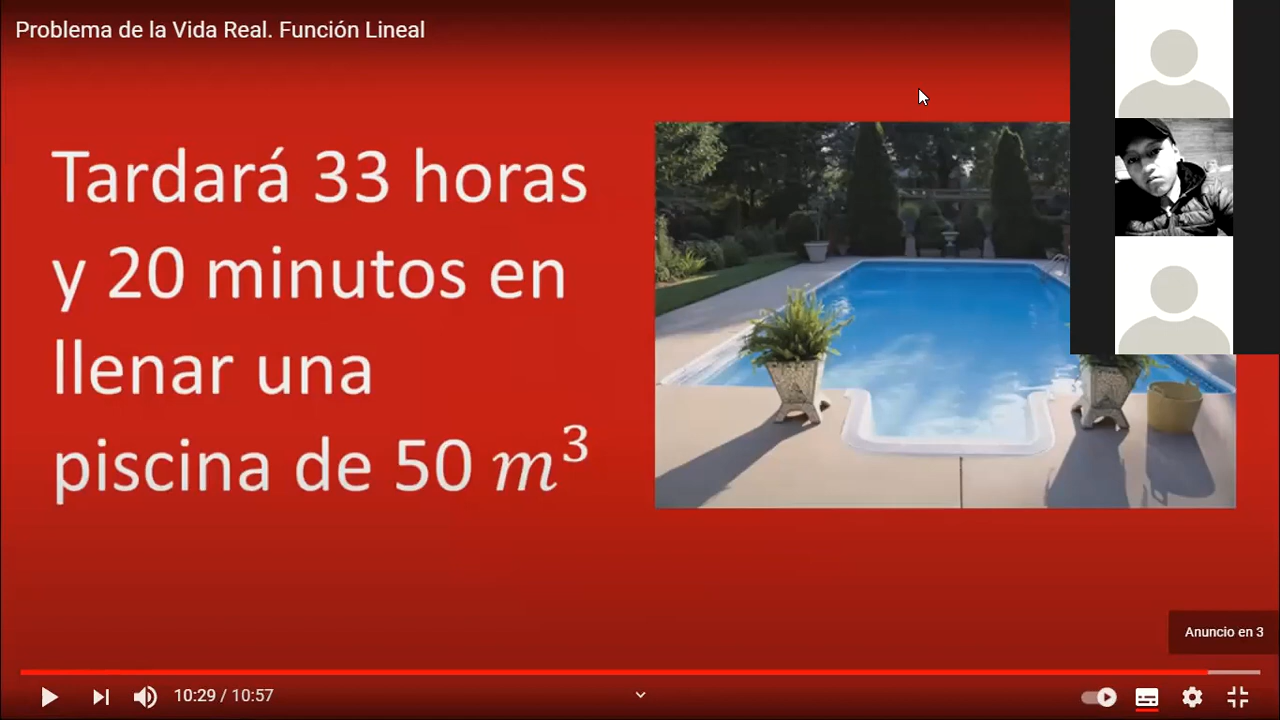 Problema de la Vida Real. Función Lineal
Tardará 33 horas
y 20 minutos en
llenar una
piscina de 50 m³
Anuncio en 3
10:29 / 10:57